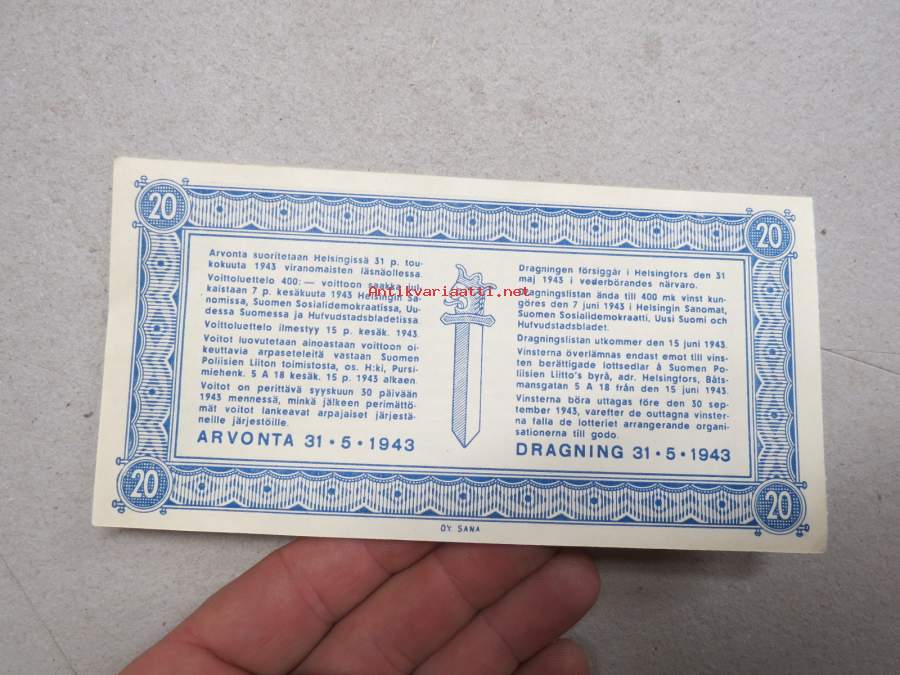 20
20
Arvonta suoritetaan Helsingissä 31 p. tou-
kokuuta 1943 viranomaisten läsnäollessa.
Voittoluettelo 400:— voittoon saakka jul-
kaistaan 7 p. kesäkuuta 1943 Helsingin Sa-
nomissa, Suomen Sosialidemokraatissa, Uu-
dessa Suomessa ja Hufvudstadsbladetissa
Voittoluettelo ilmestyy 15 p. kesäk. 1943.
Voitot luovutetaan ainoastaan voittoon oi-
keuttavia arpaseteleitä vastaan Suomen
Poliisien Liiton toimistosta, os. H:ki, Pursi-
miehenk. 5 A 18 kesäk. 15 p. 1943 alkaen.
Voitot on perittävä syyskuun 30 päivään
1943 mennessä, minkä jälkeen perimättö-
mät voitot lankeavat arpajaiset järjestä-
neille järjestöille.
ARVONTA 31 • 5 • 1943
Dragningen försiggår i Helsingfors den 31
maj 1943 i vederbörandes närvaro.
Dragningslistan ända till 400 mk vinst kun-
göres den 7 juni 1943 i Helsingin Sanomat,
Suomen Sosialidemokraatti, Uusi Suomi och
Hufvudstadsbladet.
Dragningslistan utkommer den 15 juni 1943.
Vinsterna överlämnas endast emot till vins-
ten berättigade lottsedlar å Suomen Po-
liisien Liitto's byrå, adr. Helsingfors, Båts-
mansgatan 5 A 18 från den 15 juni 1943.
Vinsterna böra uttagas före den 30 sep-
tember 1943, varefter de outtagna vinster-
na falla de lotteriet arrangerande organi-
sationerna till godo.
DRAGNING 31 • 5 • 1943
Antikvariaatti.net
20
20
OY. SANA